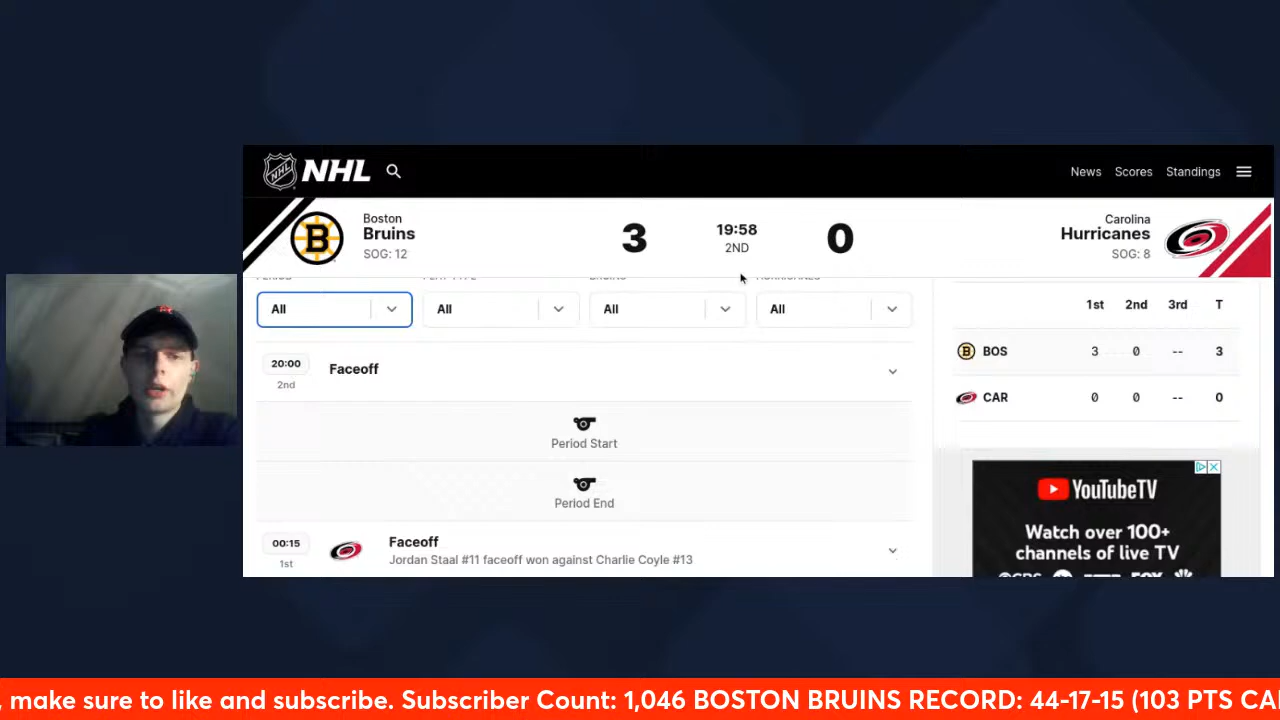 NHL
News Scores Standings
Boston
Bruins
SOG: 12
3
19:58
2ND
0
Carolina
Hurricanes
SOG: 8
B
All All All All
20:00
2nd
Faceoff
Period Start
Period End
00:15
1st
Faceoff
Jordan Staal #11 faceoff won against Charlie Coyle #13
1st 2nd 3rd T
B BOS 3 0 -- 3
CAR 0 0 -- 0
YouTubeTV
Watch over 100+
channels of live TV
, make sure to like and subscribe. Subscriber Count: 1,046 BOSTON BRUINS RECORD: 44-17-15 (103 PTS CA